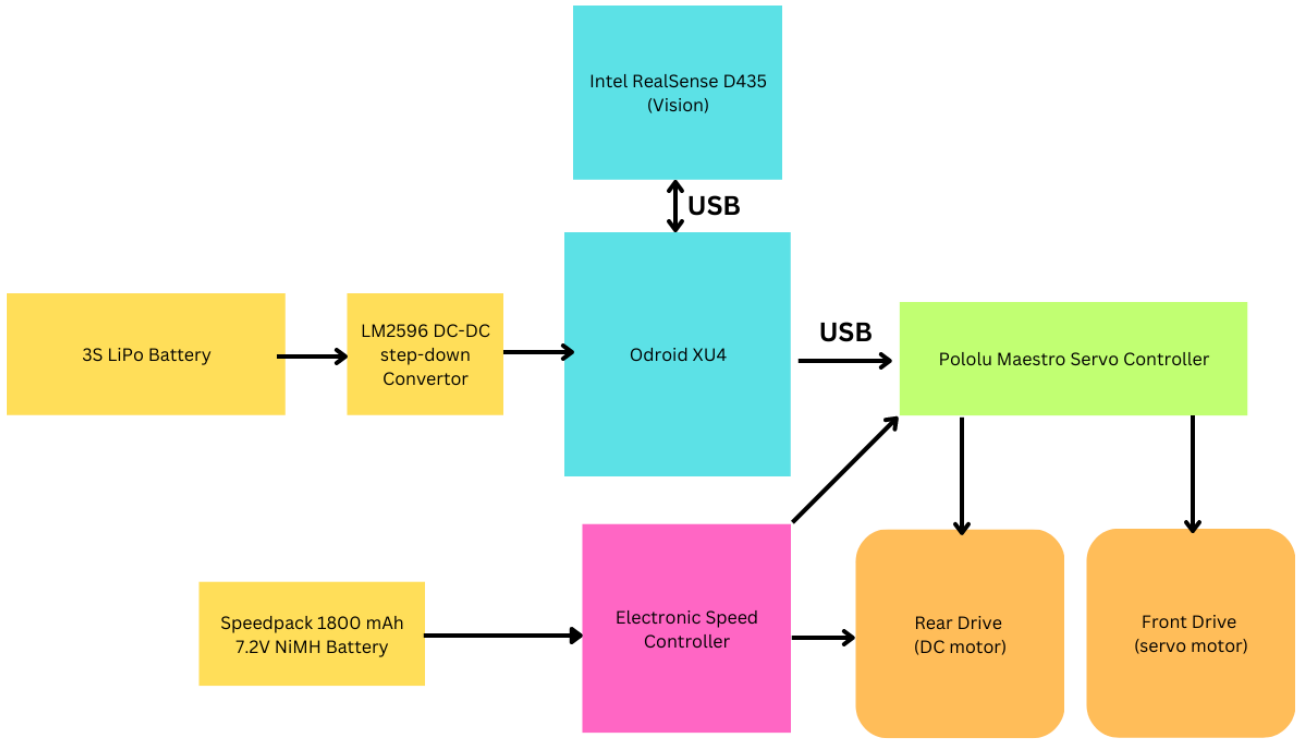 Intel RealSense D435
(Vision)
USB
3S LiPo Battery
LM2596 DC-DC
step-down
Convertor
Odroid XU4
USB
Pololu Maestro Servo Controller
Speedpack 1800 mAh
7.2V NiMH Battery
Electronic Speed
Controller
Rear Drive
(DC motor)
Front Drive
(servo motor)